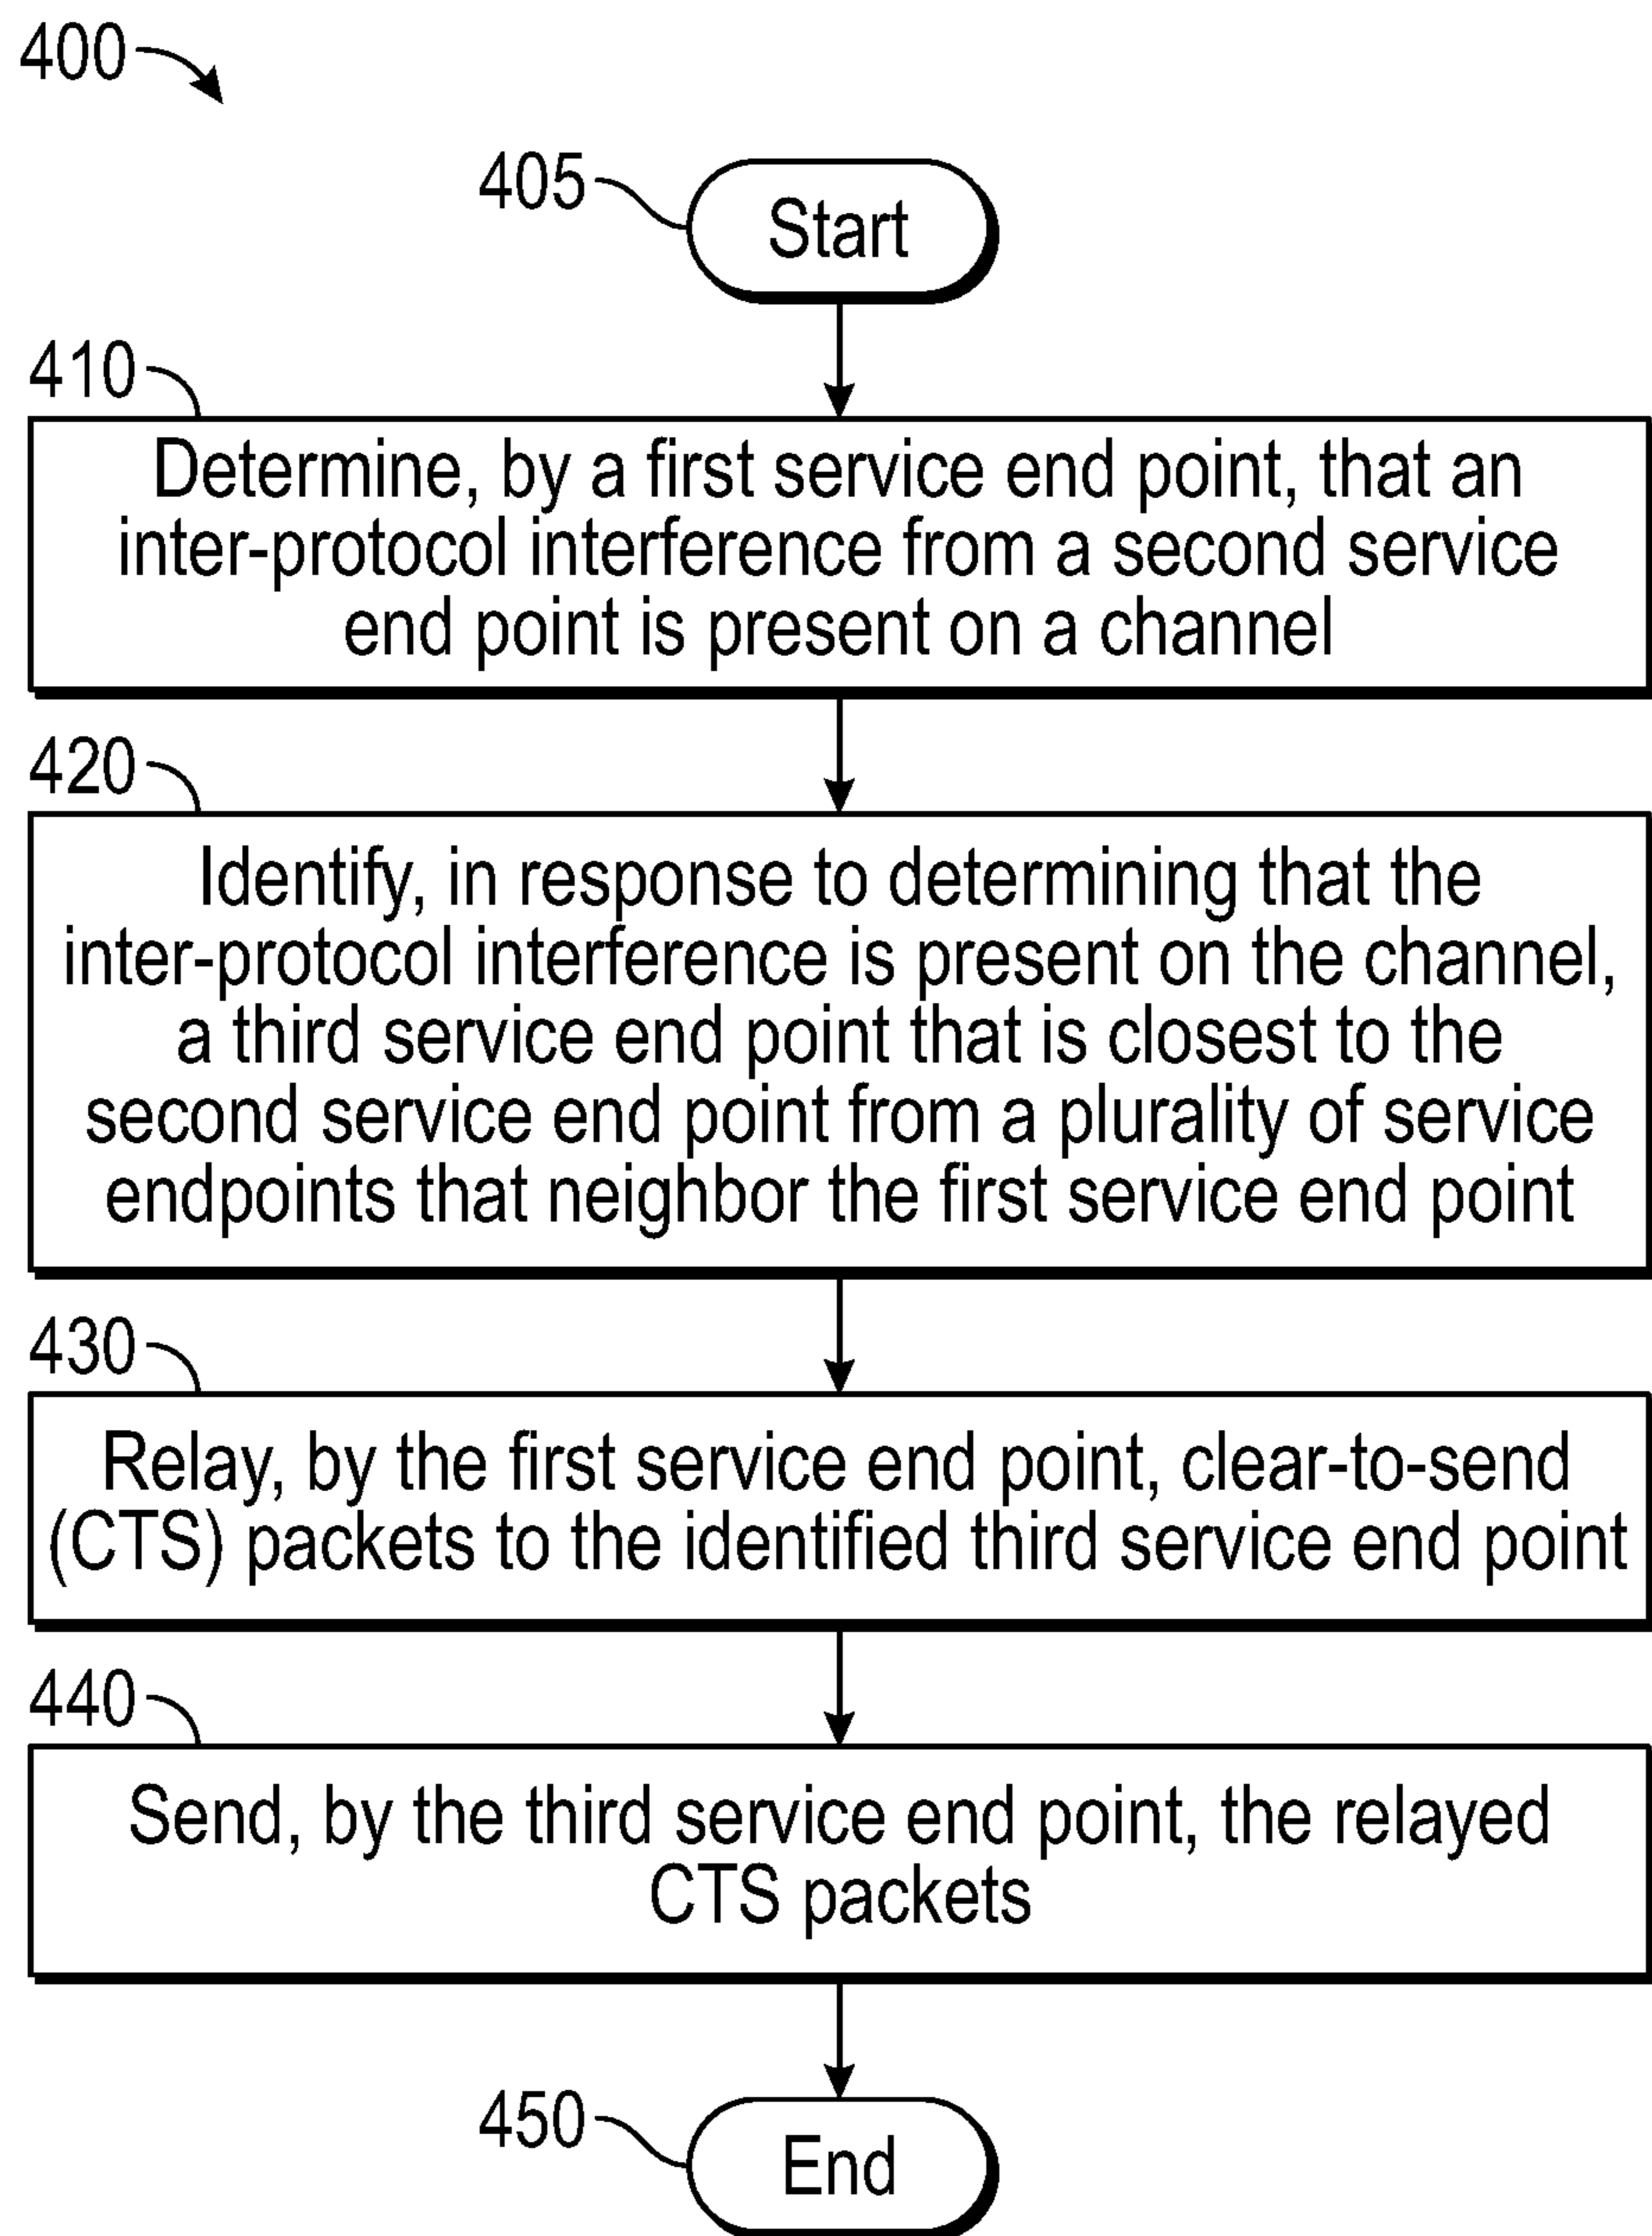 400
405
Start
410
Determine, by a first service end point, that an
inter-protocol interference from a second service
end point is present on a channel
420
Identify, in response to determining that the
inter-protocol interference is present on the channel,
a third service end point that is closest to the
second service end point from a plurality of service
endpoints that neighbor the first service end point
430
Relay, by the first service end point, clear-to-send
(CTS) packets to the identified third service end point
440
Send, by the third service end point, the relayed
CTS packets
450
End